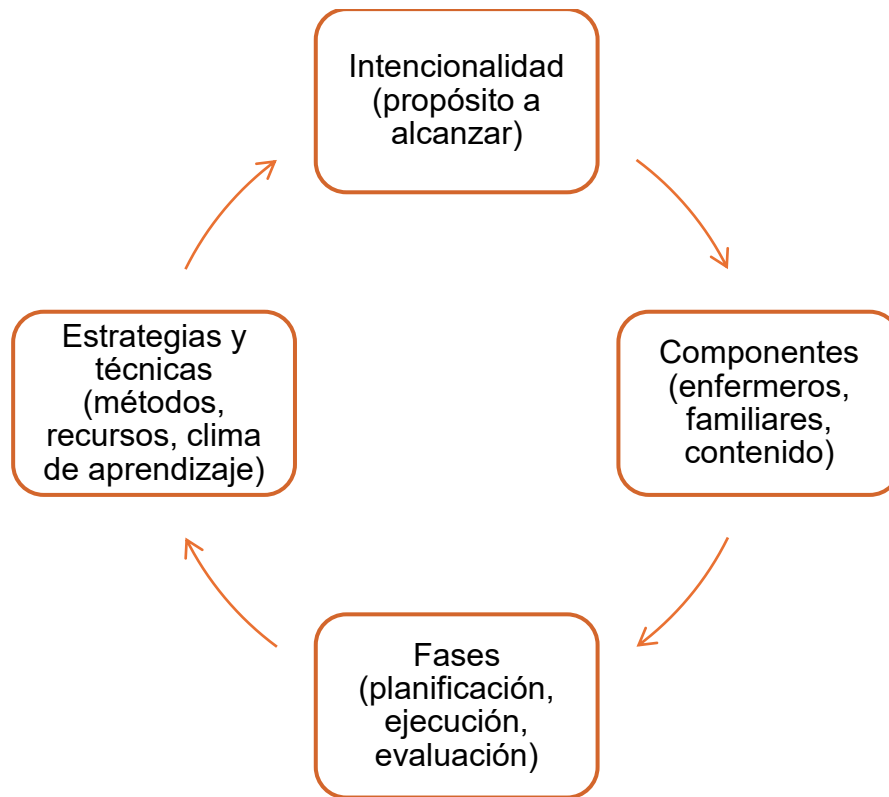 Intencionalidad
(propósito a
alcanzar)
Componentes
(enfermeros,
familiares,
contenido)
Fases
(planificación,
ejecución,
evaluación)
Estrategias y
técnicas
(métodos,
recursos, clima
de aprendizaje)